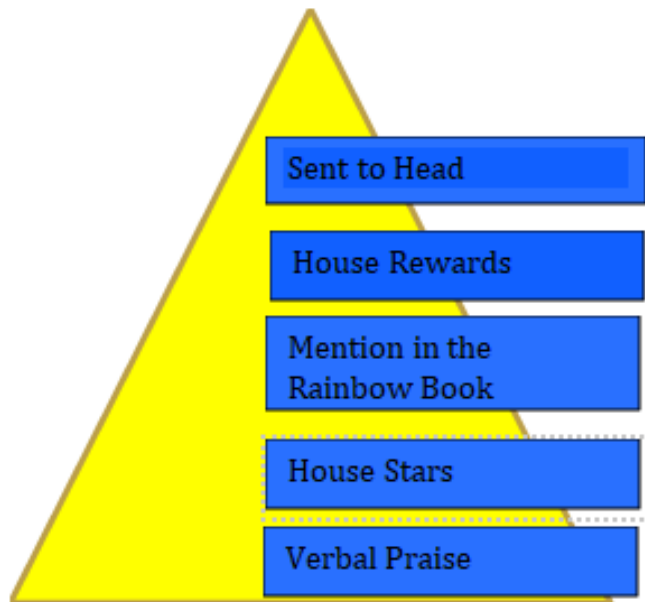 Sent to Head
House Rewards
Mention in the
Rainbow Book
House Stars
Verbal Praise